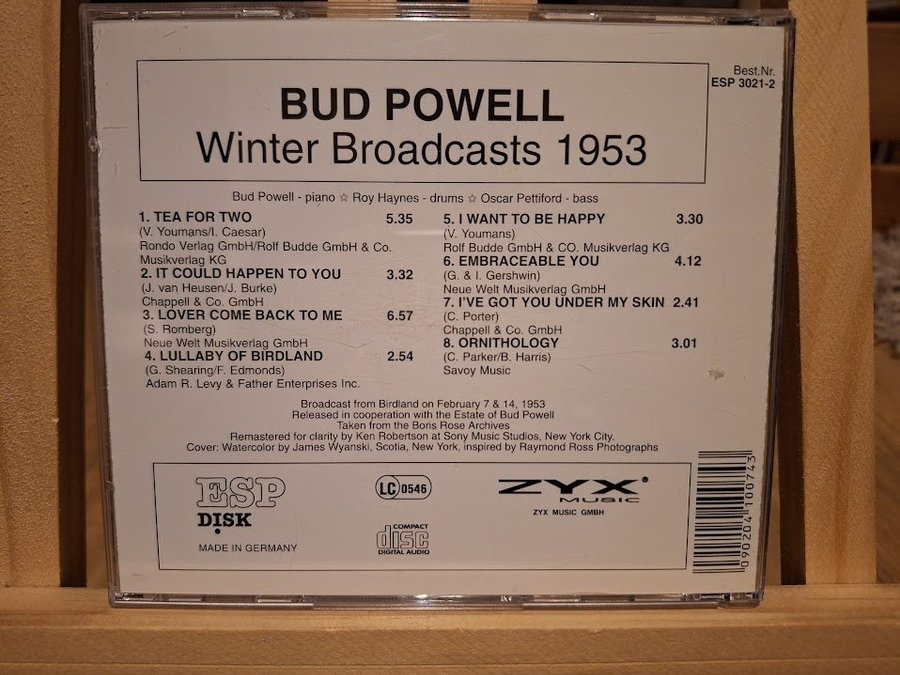 Best.Nr.
ESP 3021-2
BUD POWELL
Winter Broadcasts 1953
Bud Powell - piano ☆ Roy Haynes - drums ☆ Oscar Pettiford - bass
1. TEA FOR TWO 5.35
(V. Youmans/I. Caesar)
Rondo Verlag GmbH/Rolf Budde GmbH & Co.
Musikverlag KG
2. IT COULD HAPPEN TO YOU 3.32
(J. van Heusen/J. Burke)
Chappell & Co. GmbH
3. LOVER COME BACK TO ME 6.57
(S. Romberg)
Neue Welt Musikverlag GmbH
4. LULLABY OF BIRDLAND 2.54
(G. Shearing/F. Edmonds)
Adam R. Levy & Father Enterprises Inc.
5. I WANT TO BE HAPPY 3.30
(V. Youmans)
Rolf Budde GmbH & CO. Musikverlag KG
6. EMBRACEABLE YOU 4.12
(G. & I. Gershwin)
Neue Welt Musikverlag GmbH
7. I'VE GOT YOU UNDER MY SKIN 2.41
(C. Porter)
Chappell & Co. GmbH
8. ORNITHOLOGY 3.01
(C. Parker/B. Harris)
Savoy Music
Broadcast from Birdland on February 7 & 14, 1953
Released in cooperation with the Estate of Bud Powell
Taken from the Boris Rose Archives
Remastered for clarity by Ken Robertson at Sony Music Studios, New York City.
Cover: Watercolor by James Wyanski, Scotia, New York, inspired by Raymond Ross Photographs
ESP
DISK
MADE IN GERMANY
LC 0546
COMPACT
disc
DIGITAL AUDIO
ZYX
MUSIC
ZYX MUSIC GMBH
090204 100743